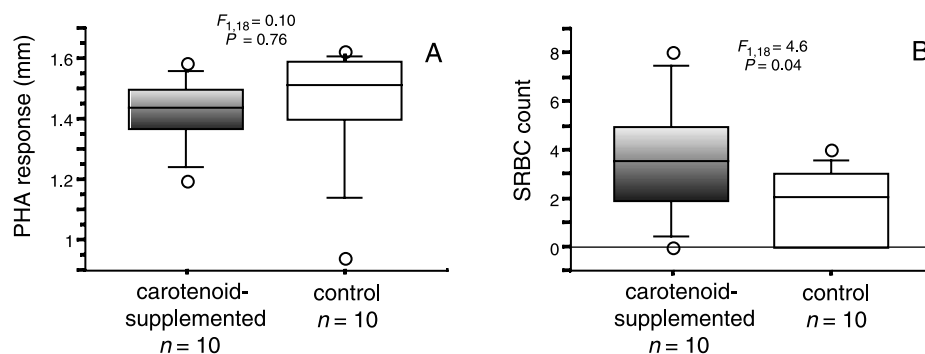 F1,18 = 0.10
P = 0.76
A
PHA response (mm)
1.6
1.4
1.2
1
carotenoid-
supplemented
n = 10
control
n = 10
F1,18 = 4.6
P = 0.04
B
SRBC count
8
6
4
2
0
carotenoid-
supplemented
n = 10
control
n = 10